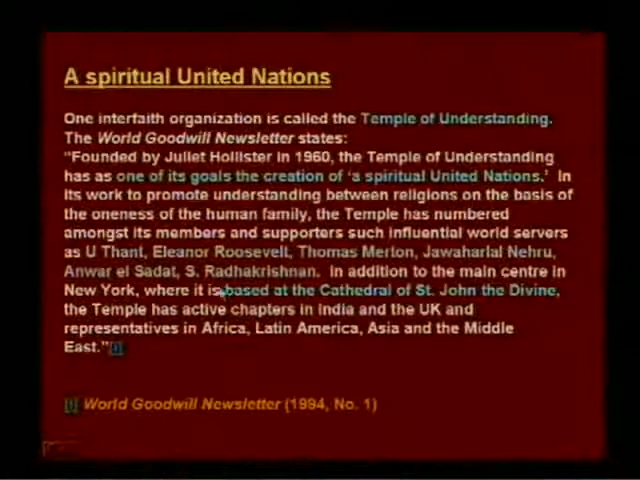 A spiritual United Nations
One interfaith organization is called the Temple of Understanding.
The World Goodwill Newsletter states:
"Founded by Juliet Hollister in 1960, the Temple of Understanding
has as one of its goals the creation of 'a spiritual United Nations.' In
its work to promote understanding between religions on the basis of
the oneness of the human family, the Temple has numbered
amongst its members and supporters such influential world servers
as U Thant, Eleanor Roosevelt, Thomas Merton, Jawaharlal Nehru,
Anwar el Sadat, S. Radhakrishnan. In addition to the main centre in
New York, where it is based at the Cathedral of St. John the Divine,
the Temple has active chapters in India and the UK and
representatives in Africa, Latin America, Asia and the Middle
East."[i]
[i] World Goodwill Newsletter (1994, No. 1)